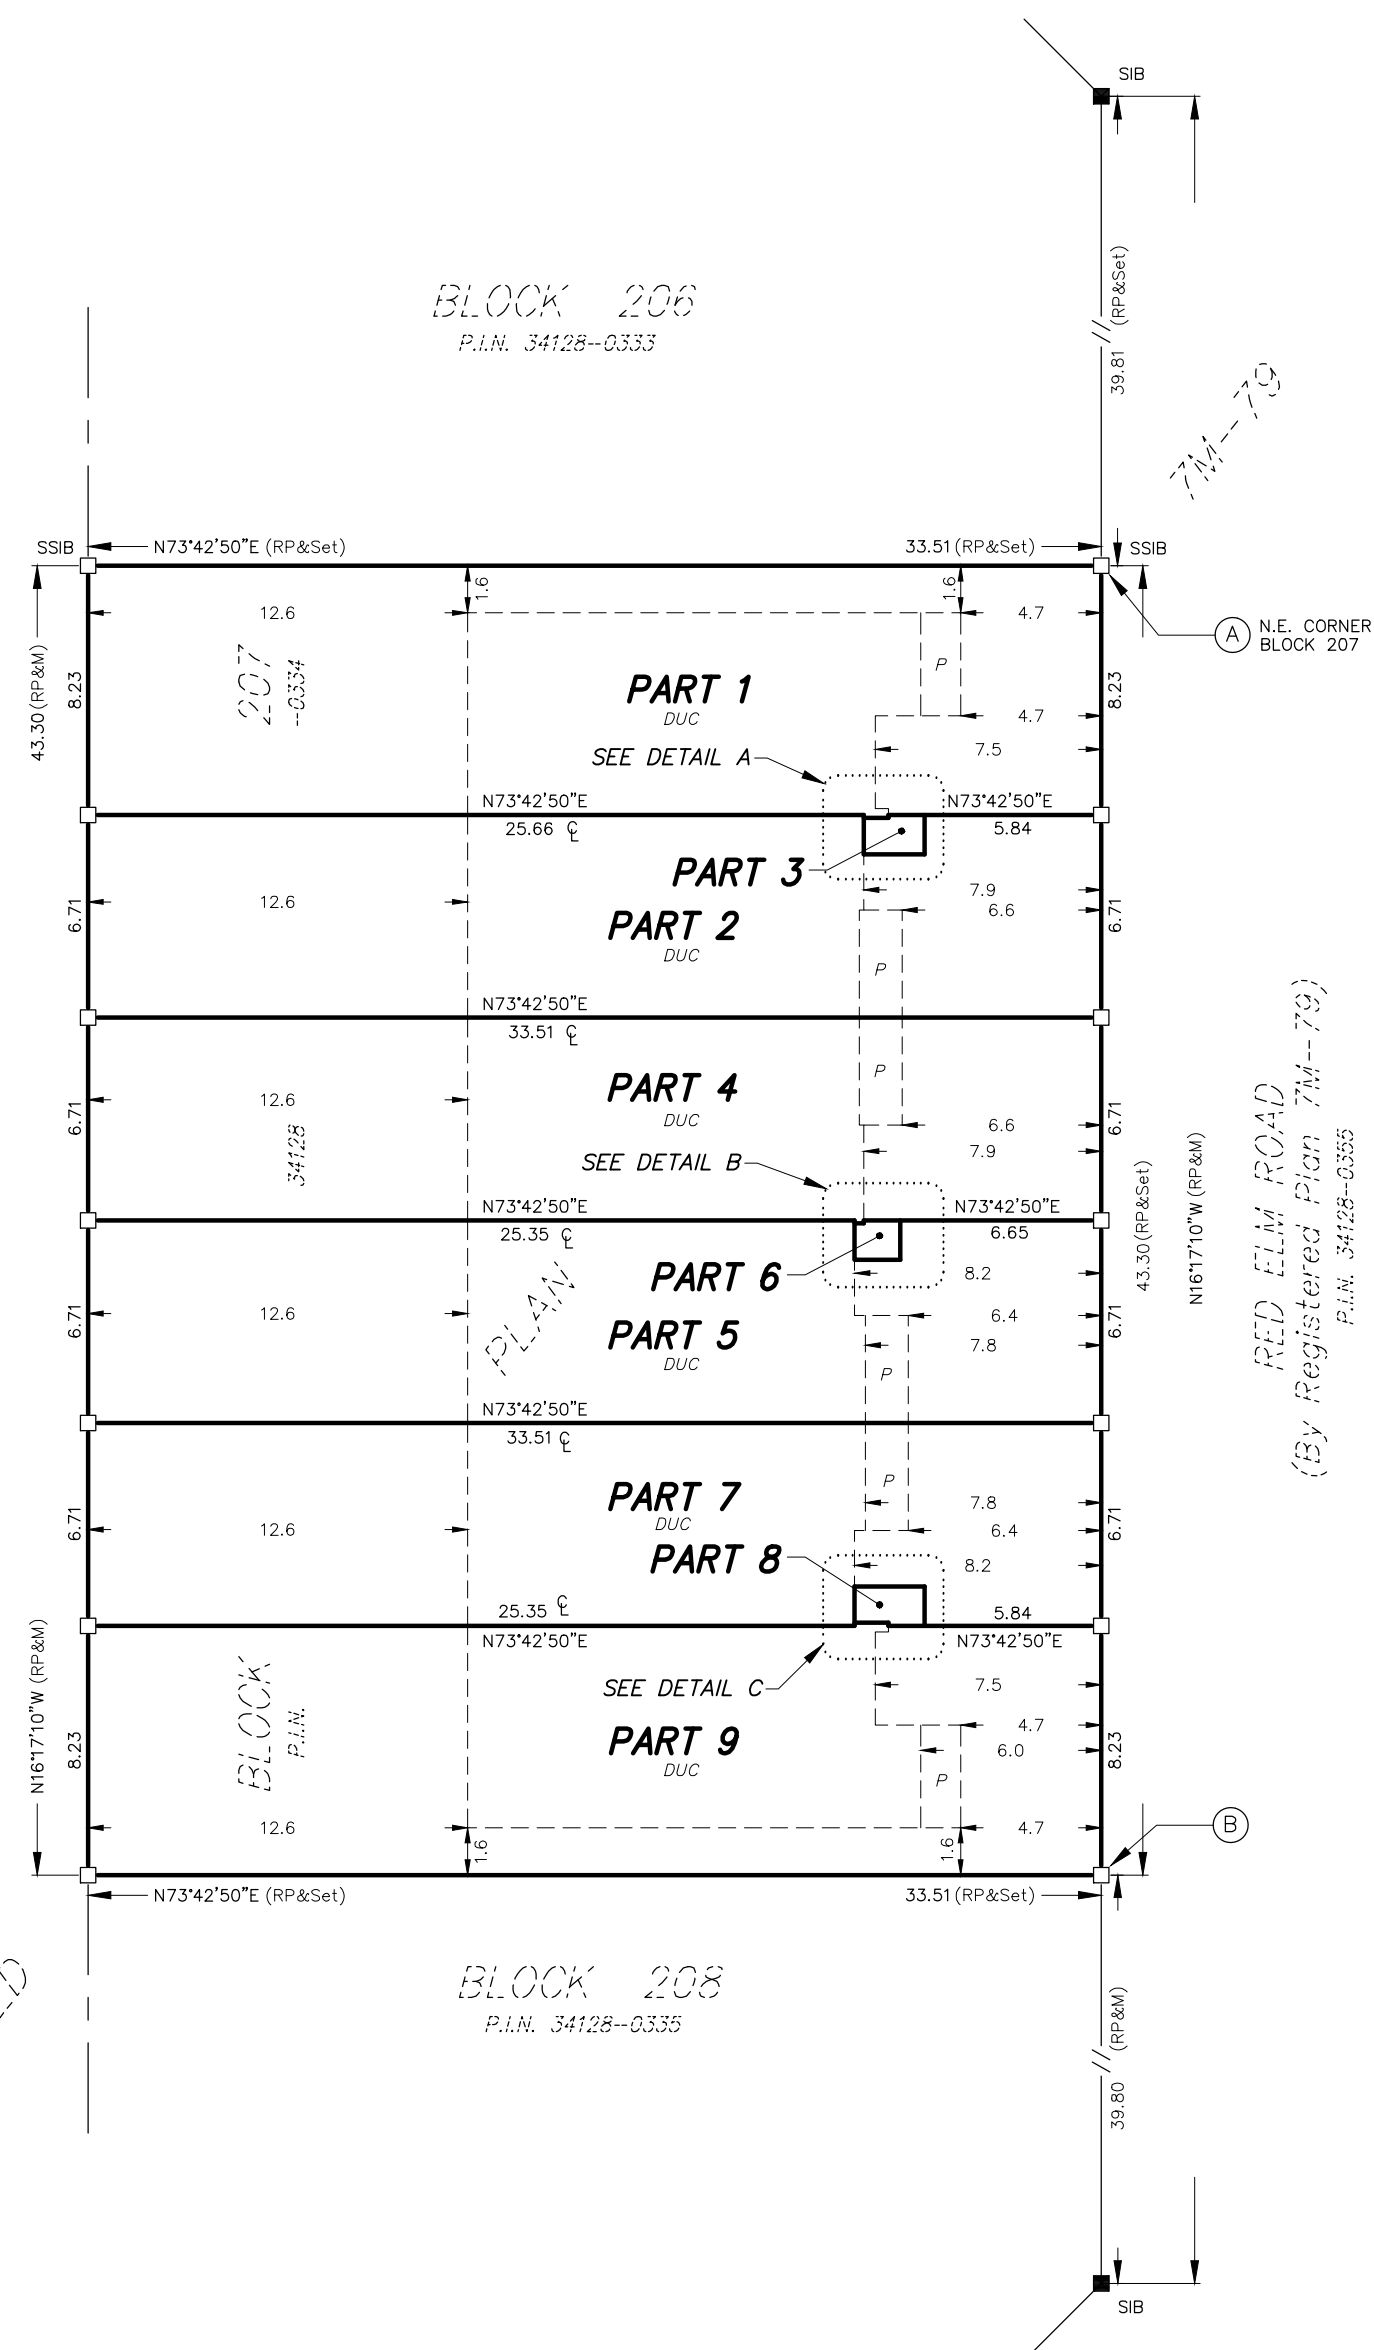 SIB
39.81 (RP&Set)
BLOCK 206
P.I.N. 34128-0333
7M-79
SSIB
N73°42'50"E (RP&Set)
33.51 (RP&Set)
SSIB
A
N.E. CORNER
BLOCK 207
43.30 (RP&M)
8.23
12.6
1.6
1.6
4.7
207
-0334
P
PART 1
DUC
8.23
4.7
7.5
SEE DETAIL A
N73°42'50"E
25.66 ℄
N73°42'50"E
5.84
PART 3
7.9
12.6
6.6
6.71
PART 2
DUC
6.71
P
N73°42'50"E
33.51 ℄
P
PART 4
DUC
12.6
6.71
6.71
6.6
34128
7.9
SEE DETAIL B
N73°42'50"E
25.35 ℄
N73°42'50"E
6.65
43.30 (RP&Set)
N16°17'10"W (RP&M)
RED ELM ROAD
(By Registered Plan 7M-79)
P.I.N. 34128-0355
PART 6
8.2
12.6
6.4
6.71
6.71
PLAN
PART 5
DUC
7.8
P
N73°42'50"E
33.51 ℄
P
PART 7
DUC
7.8
6.71
12.6
6.4
6.71
PART 8
8.2
25.35 ℄
N73°42'50"E
5.84
N73°42'50"E
SEE DETAIL C
7.5
N16°17'10"W (RP&M)
8.23
BLOCK
P.I.N.
PART 9
DUC
4.7
6.0
8.23
P
12.6
4.7
1.6
1.6
B
N73°42'50"E (RP&Set)
33.51 (RP&Set)
D
BLOCK 208
P.I.N. 34128-0335
39.80 (RP&M)
SIB